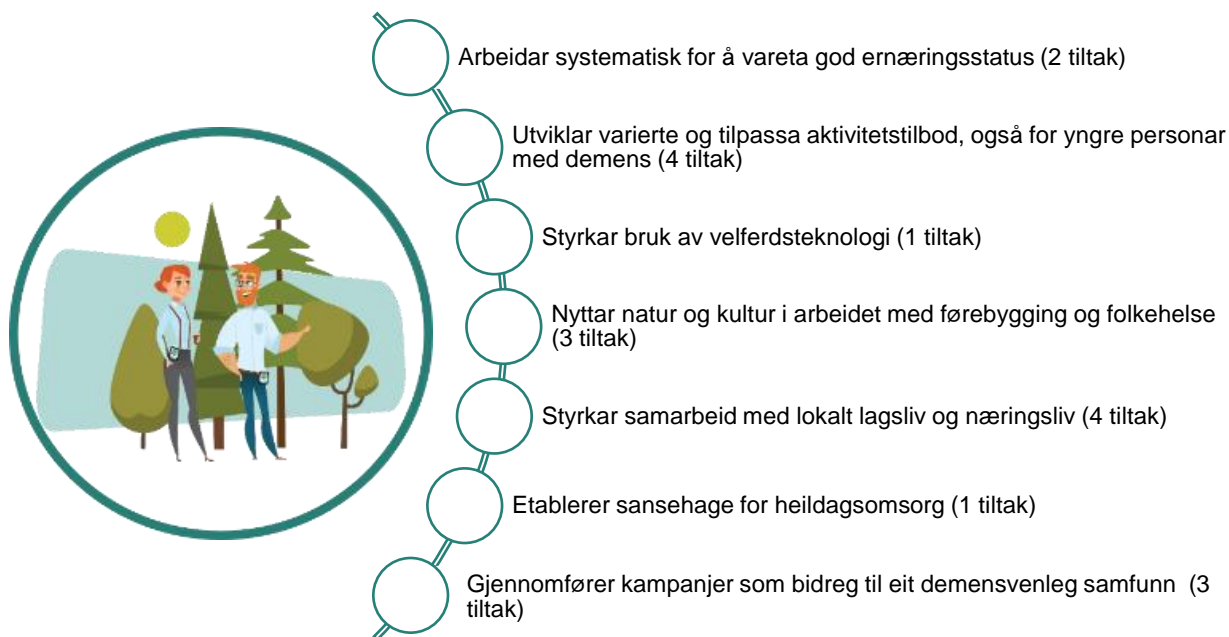 Arbeidar systematisk for å vareta god ernæringsstatus (2 tiltak)
Utviklar varierte og tilpassa aktivitetstilbod, også for yngre personar
med demens (4 tiltak)
Styrkar bruk av velferdsteknologi (1 tiltak)
Nyttar natur og kultur i arbeidet med førebygging og folkehelse
(3 tiltak)
Styrkar samarbeid med lokalt lagsliv og næringsliv (4 tiltak)
Etablerer sansehage for heildagsomsorg (1 tiltak)
Gjennomfører kampanjer som bidreg til eit demensvenleg samfunn (3
tiltak)